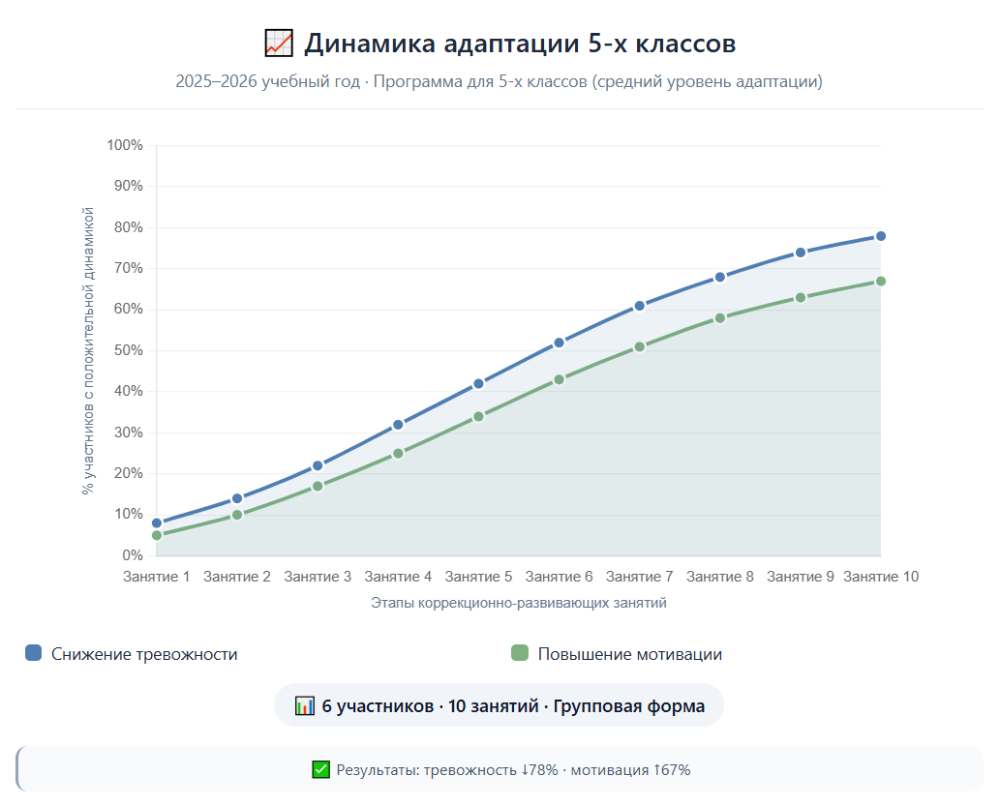 📈 Динамика адаптации 5-х классов
2025–2026 учебный год · Программа для 5-х классов (средний уровень адаптации)
% участников с положительной динамикой
100%
90%
80%
70%
60%
50%
40%
30%
20%
10%
0%
Занятие 1 Занятие 2 Занятие 3 Занятие 4 Занятие 5 Занятие 6 Занятие 7 Занятие 8 Занятие 9 Занятие 10
Этапы коррекционно-развивающих занятий
Снижение тревожности Повышение мотивации
📊 6 участников · 10 занятий · Групповая форма
✅ Результаты: тревожность ↓78% · мотивация ↑67%